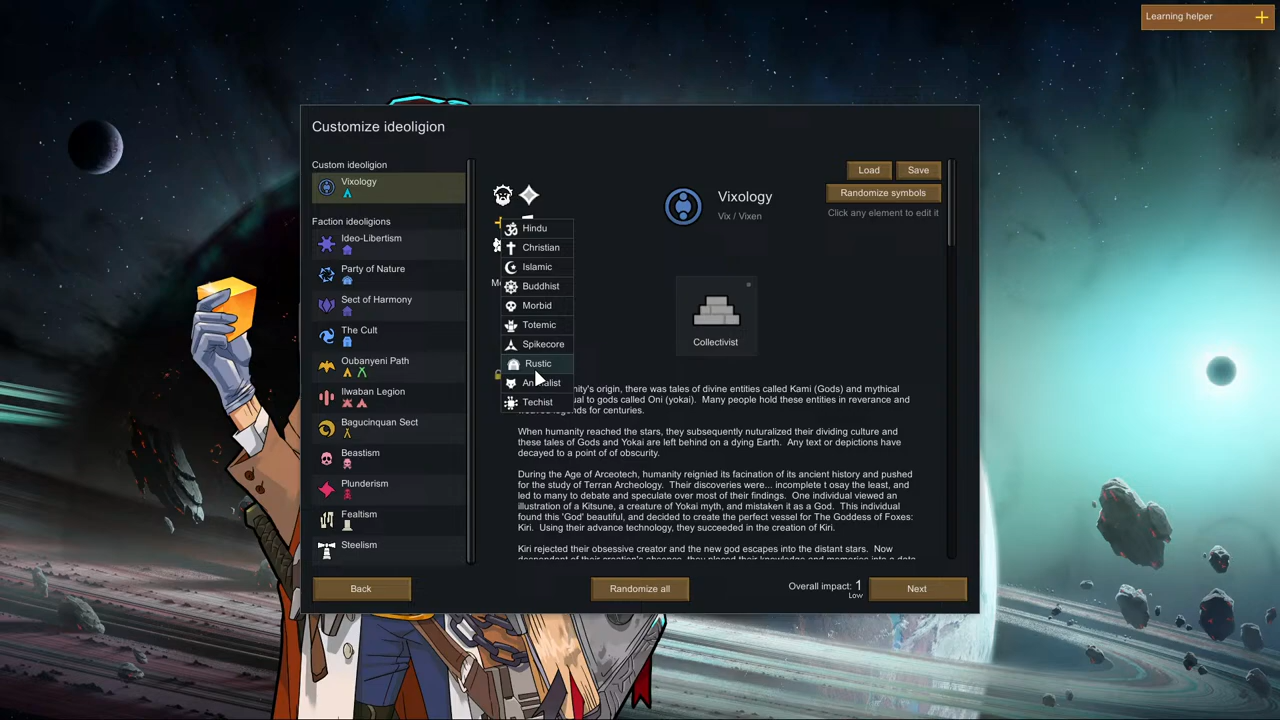 Learning helper
Customize ideoligion
Custom ideoligion
Vixology
Faction ideoligions
Ideo-Libertism
Party of Nature
Sect of Harmony
The Cult
Oubanyeni Path
Ilwaban Legion
Bagucinquan Sect
Beastism
Plunderism
Fealtism
Steelism
Hindu
Christian
Islamic
Buddhist
Morbid
Totemic
Spikecore
Rustic
Techist
Load
Save
Randomize symbols
Click any element to edit it
Vixology
Vix / Vixen
Collectivist
origin, there was tales of divine entities called Kami (Gods) and mythical
to gods called Oni (yokai).  Many people hold these entities in reverance and
for centuries.
When humanity reached the stars, they subsequently nuturalized their dividing culture and
these tales of Gods and Yokai are left behind on a dying Earth.  Any text or depictions have
decayed to a point of of obscurity.
During the Age of Arceotech, humanity reignied its facination of its ancient history and pushed
for the study of Terran Archeology.  Their discoveries were... incomplete t osay the least, and
led to many to debate and speculate over most of their findings.  One individual viewed an
illustration of a Kitsune, a creature of Yokai myth, and mistaken it as a God.  This individual
found this 'God' beautiful, and decided to create the perfect vessel for The Goddess of Foxes:
Kiri.  Using their advance technology, they succeeded in the creation of Kiri.
Kiri rejected their obsessive creator and the new god escapes into the distant stars.  Now
Back
Randomize all
Overall impact: 1
Low
Next